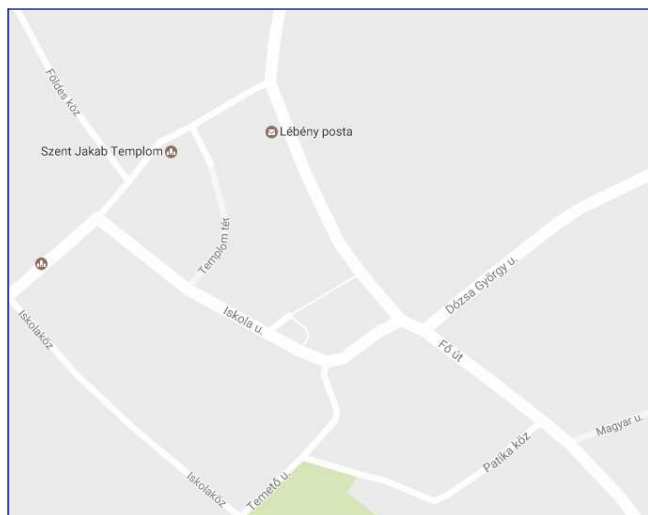 Földes köz
Lébény posta
Szent Jakab Templom
Templom tér
Dózsa György u.
Iskola u.
Iskolaköz
Fő út
Magyar u.
Patika köz
Iskolaköz
Temető u.